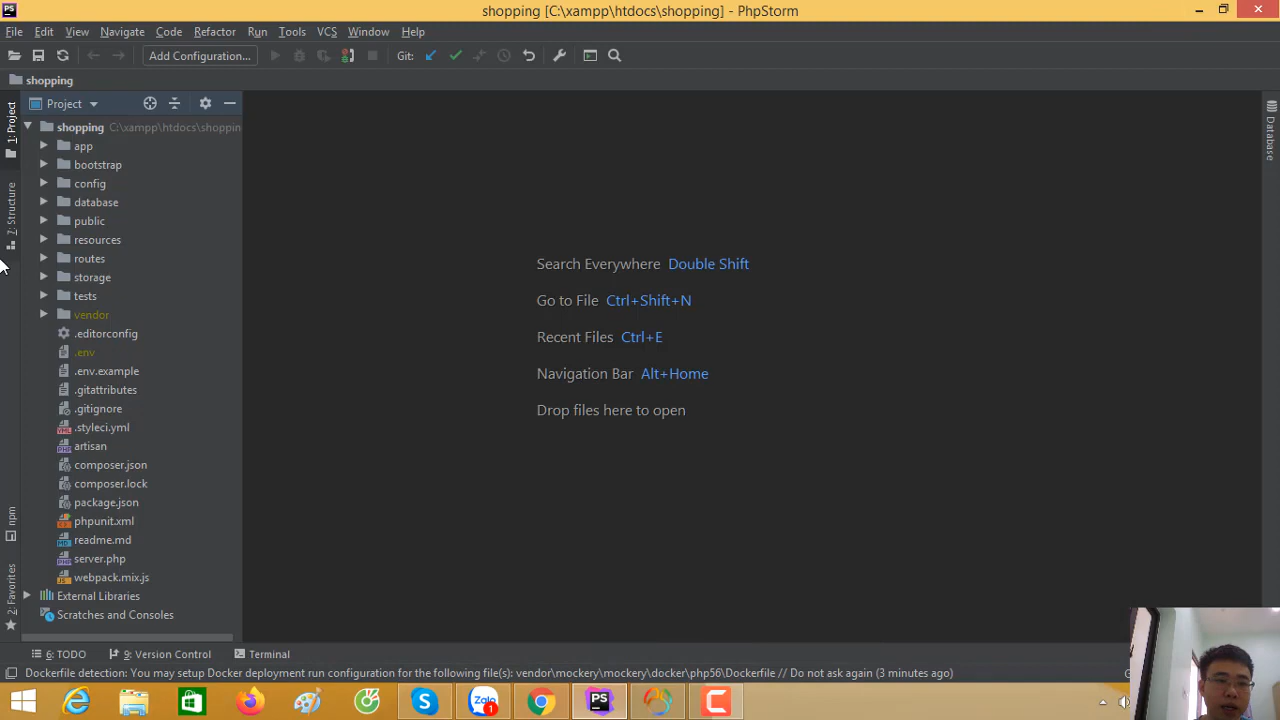 PS
shopping [C:\xampp\htdocs\shopping] - PhpStorm
File Edit View Navigate Code Refactor Run Tools VCS Window Help
Add Configuration... Git:
shopping
1: Project
Project
shopping C:\xampp\htdocs\shoppin
app
bootstrap
config
database
public
resources
routes
storage
tests
vendor
.editorconfig
.env
.env.example
.gitattributes
.gitignore
.styleci.yml
artisan
composer.json
composer.lock
package.json
phpunit.xml
readme.md
server.php
webpack.mix.js
External Libraries
Scratches and Consoles
7: Structure
npm
2: Favorites
Search Everywhere Double Shift
Go to File Ctrl+Shift+N
Recent Files Ctrl+E
Navigation Bar Alt+Home
Drop files here to open
Database
6: TODO 9: Version Control Terminal
Dockerfile detection: You may setup Docker deployment run configuration for the following file(s): vendor\mockery\mockery\docker\php56\Dockerfile // Do not ask again (3 minutes ago)
S Zalo 1 PS C